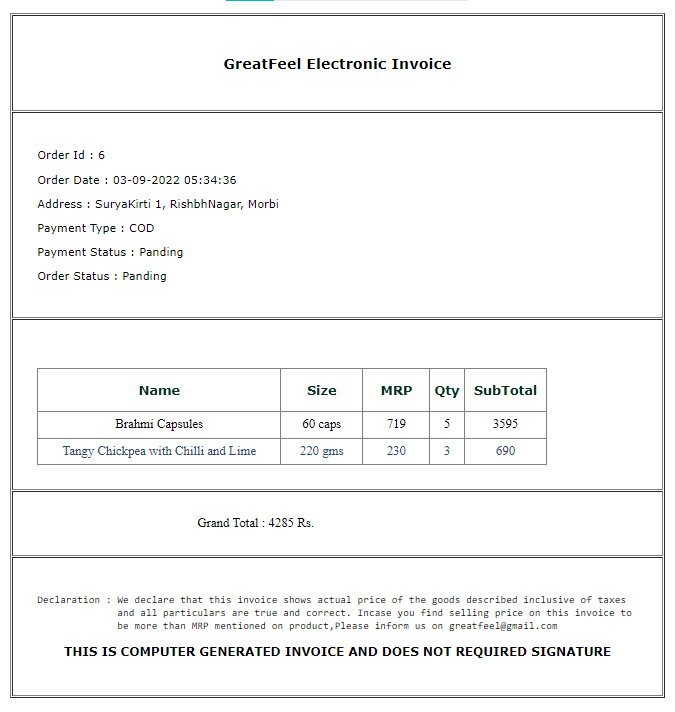 GreatFeel Electronic Invoice
Order Id : 6
Order Date : 03-09-2022 05:34:36
Address : SuryaKirti 1, RishbhNagar, Morbi
Payment Type : COD
Payment Status : Panding
Order Status : Panding
Name Size MRP Qty SubTotal
Brahmi Capsules 60 caps 719 5 3595
Tangy Chickpea with Chilli and Lime 220 gms 230 3 690
Grand Total : 4285 Rs.
Declaration : We declare that this invoice shows actual price of the goods described inclusive of taxes
and all particulars are true and correct. Incase you find selling price on this invoice to
be more than MRP mentioned on product,Please inform us on greatfeel@gmail.com
THIS IS COMPUTER GENERATED INVOICE AND DOES NOT REQUIRED SIGNATURE